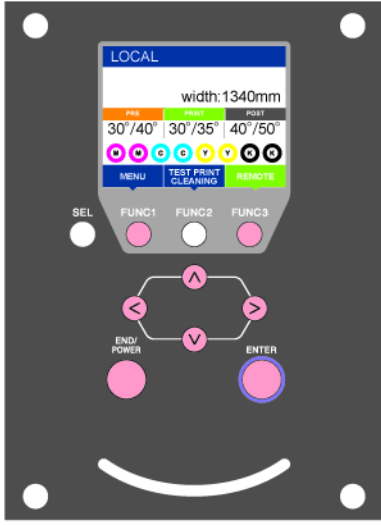 LOCAL
width:1340mm
PRE PRINT POST
30°/40° 30°/35° 40°/50°
M M C C Y Y K K
MENU TEST PRINT CLEANING REMOTE
SEL FUNC1 FUNC2 FUNC3
<
>
END/
POWER
ENTER